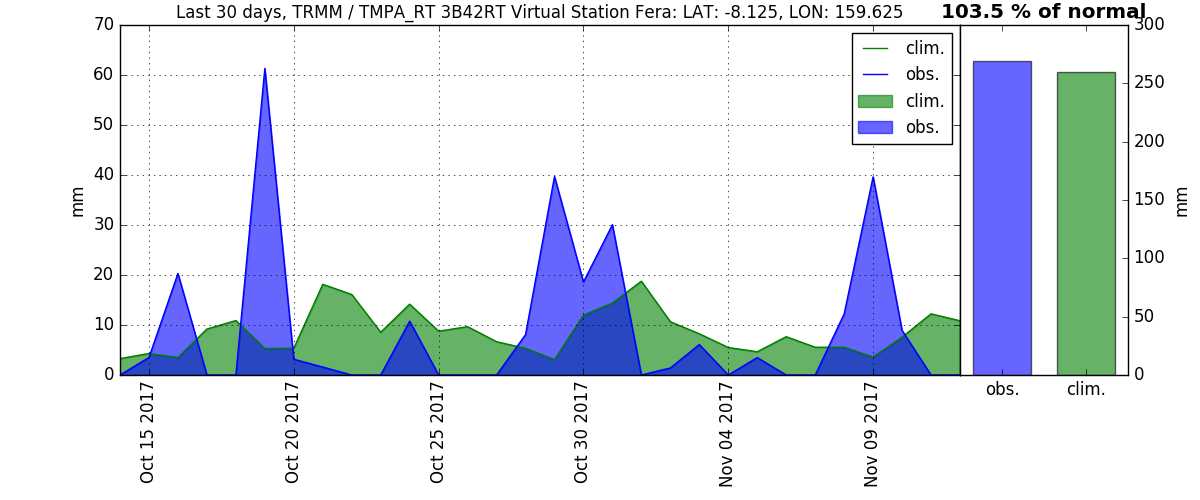 Last 30 days, TRMM / TMPA_RT 3B42RT Virtual Station Fera: LAT: -8.125, LON: 159.625
103.5 % of normal
70
60
50
40
30
20
10
0
mm
clim.
obs.
clim.
obs.
Oct 15 2017
Oct 20 2017
Oct 25 2017
Oct 30 2017
Nov 04 2017
Nov 09 2017
300
250
200
150
100
50
0
mm
obs.
clim.